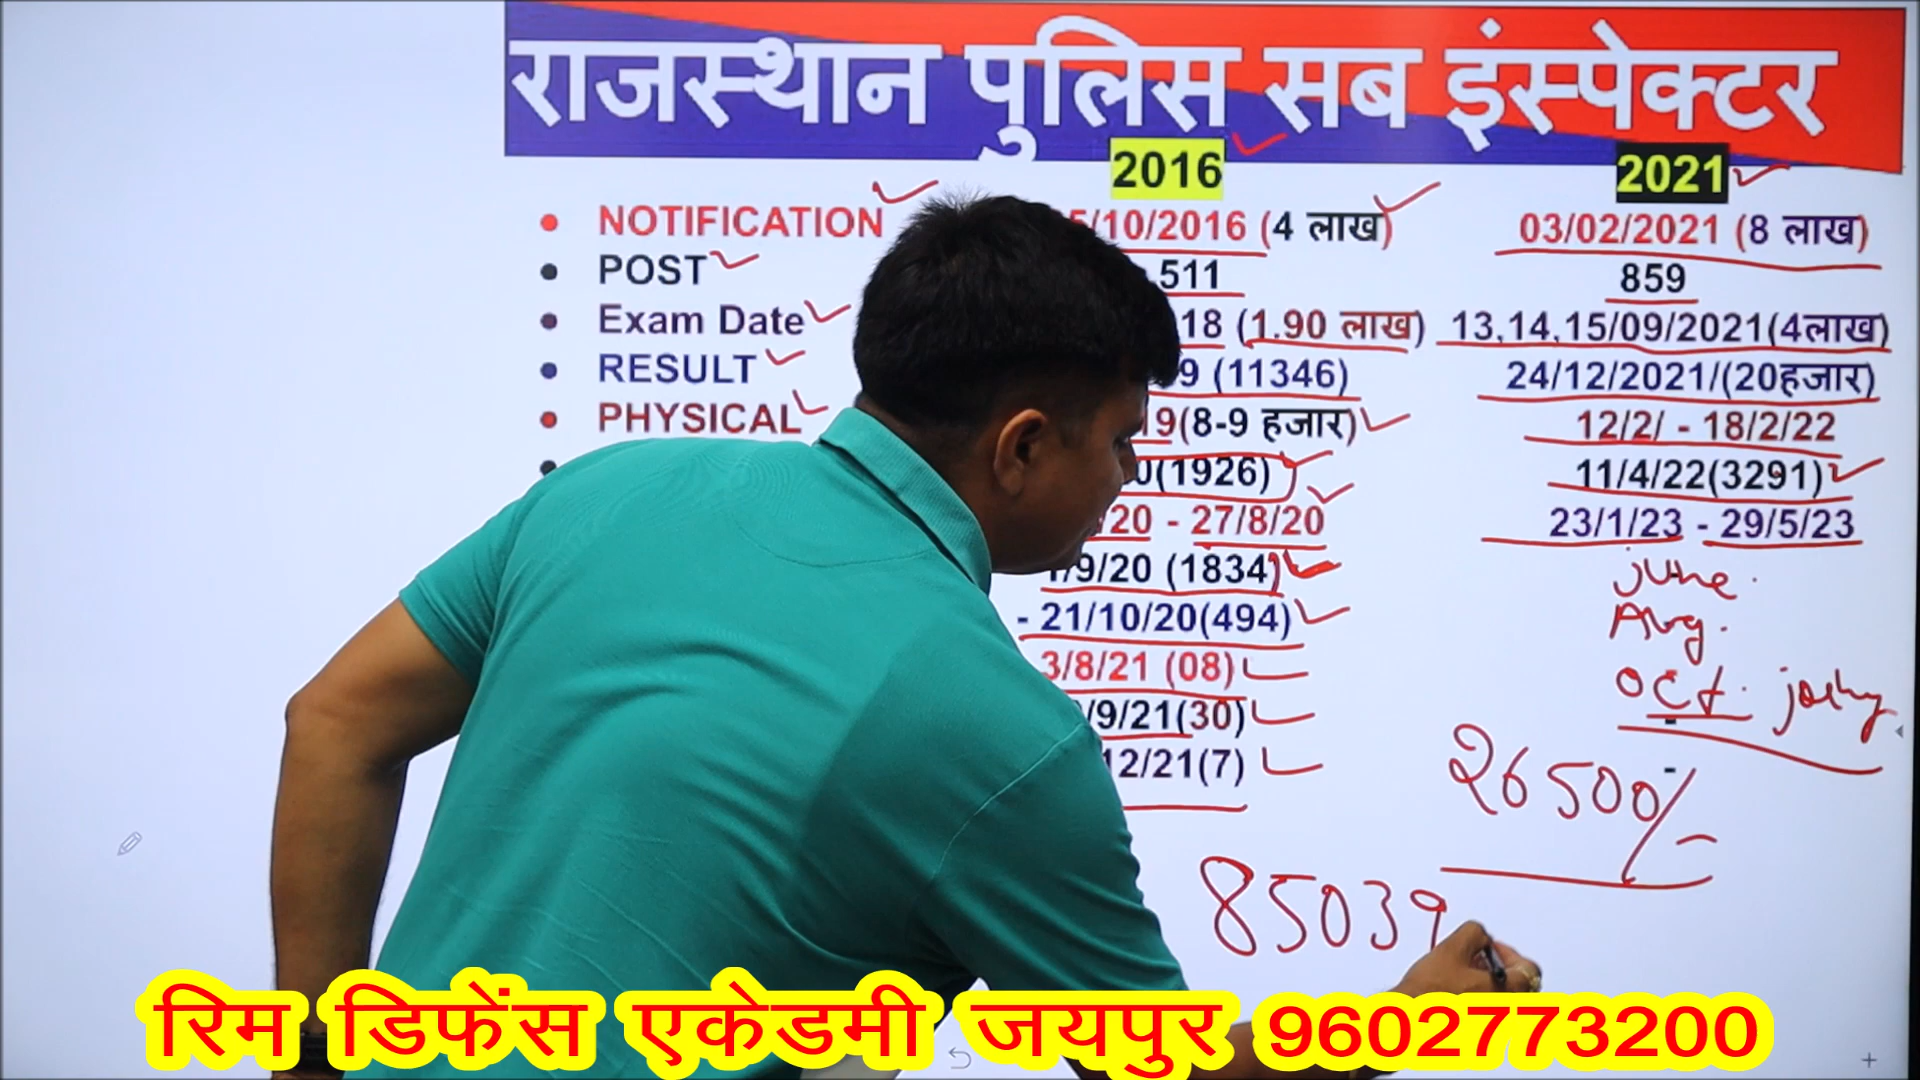 राजस्थान पुलिस सब इंस्पेक्टर
2016 2021
NOTIFICATION 5/10/2016 (4 लाख) 03/02/2021 (8 लाख)
POST 511 859
Exam Date 18 (1.90 लाख) 13,14,15/09/2021(4लाख)
RESULT 9 (11346) 24/12/2021/(20हजार)
PHYSICAL 19(8-9 हजार) 12/2/ - 18/2/22
0(1926) 11/4/22(3291)
/20 - 27/8/20 23/1/23 - 29/5/23
/9/20 (1834) june.
- 21/10/20(494) Aug.
3/8/21 (08) Oct.
/9/21(30)
12/21(7) 26500/-
85039
रिम डिफेंस एकेडमी जयपुर 9602773200